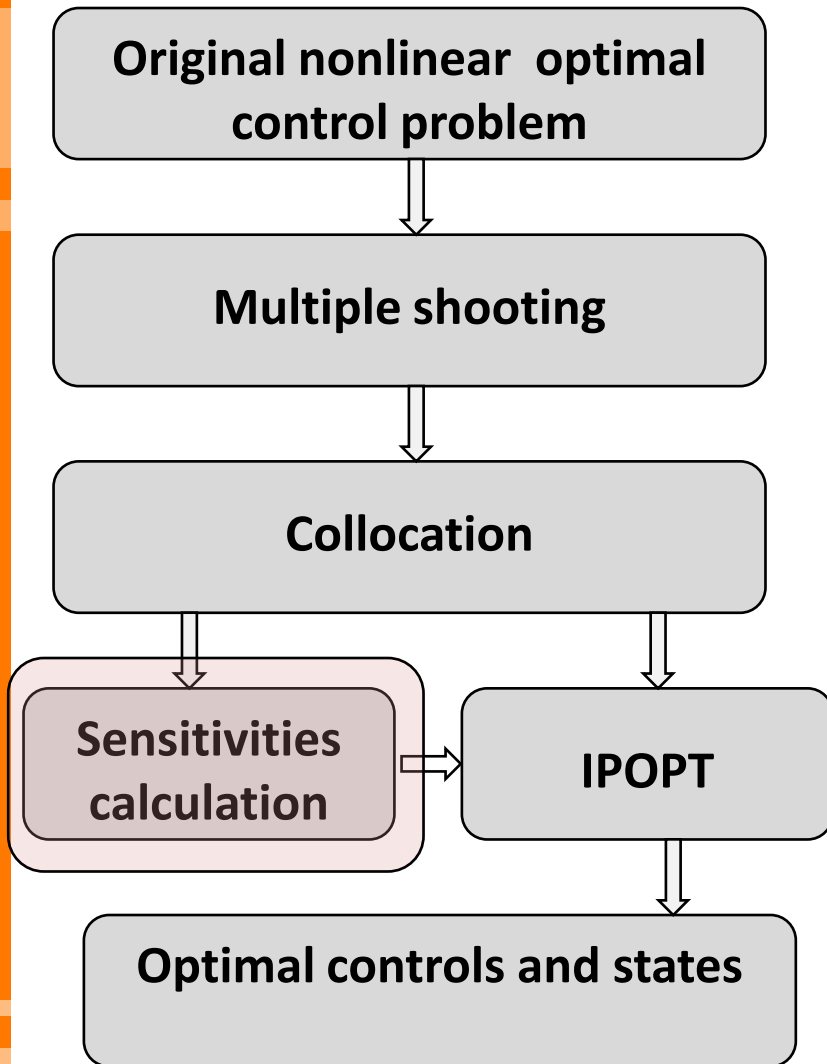 Original nonlinear optimal
control problem
Multiple shooting
Collocation
Sensitivities
calculation
IPOPT
Optimal controls and states